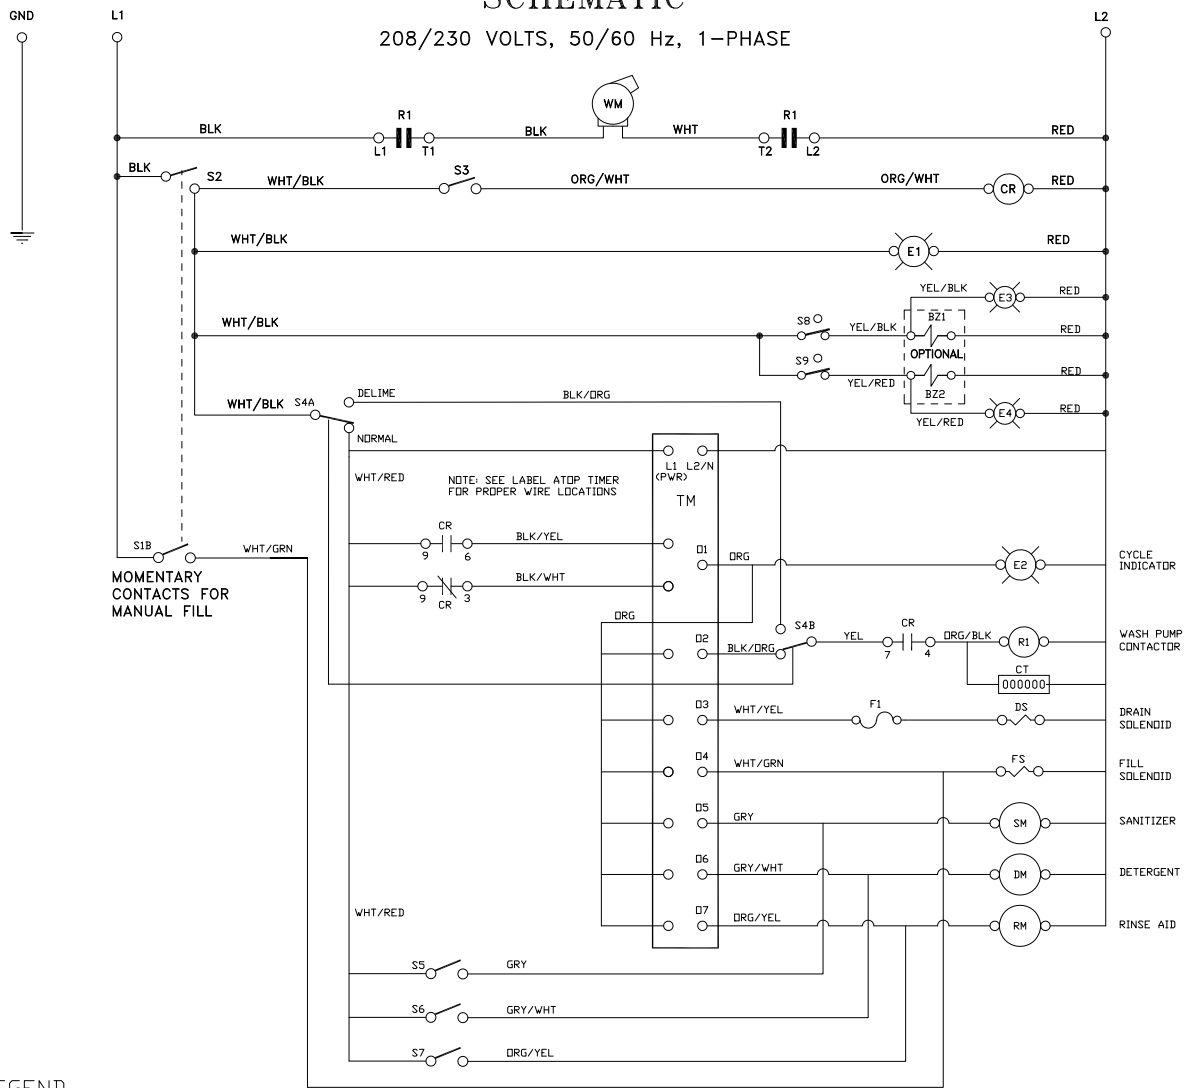 SCHEMATIC
GND
L1
L2
208/230 VOLTS, 50/60 Hz, 1-PHASE
WM
R1
R1
BLK
BLK
WHT
RED
L1
T1
T2
L2
BLK
S2
WHT/BLK
S3
ORG/WHT
ORG/WHT
CR
RED
WHT/BLK
E1
RED
YEL/BLK
E3
RED
WHT/BLK
S8
YEL/BLK
BZ1
RED
OPTIONAL
S9
YEL/RED
BZ2
RED
YEL/RED
E4
RED
WHT/BLK
S4A
DELIME
BLK/ORG
NORMAL
WHT/RED
NOTE: SEE LABEL ATOP TIMER
FOR PROPER WIRE LOCATIONS
L1
L2/N
(PWR)
TM
S1B
WHT/GRN
MOMENTARY
CONTACTS FOR
MANUAL FILL
CR
9
6
BLK/YEL
9
3
CR
BLK/WHT
O1
ORG
E2
CYCLE
INDICATOR
ORG
O2
BLK/ORG
S4B
YEL
CR
7
4
ORG/BLK
R1
WASH PUMP
CONTACTOR
CT
000000
O3
WHT/YEL
F1
DS
DRAIN
SOLENOID
O4
WHT/GRN
FS
FILL
SOLENOID
O5
GRY
SM
SANITIZER
O6
GRY/WHT
DM
DETERGENT
O7
ORG/YEL
RM
RINSE AID
WHT/RED
S5
GRY
S6
GRY/WHT
S7
ORG/YEL
EGEND